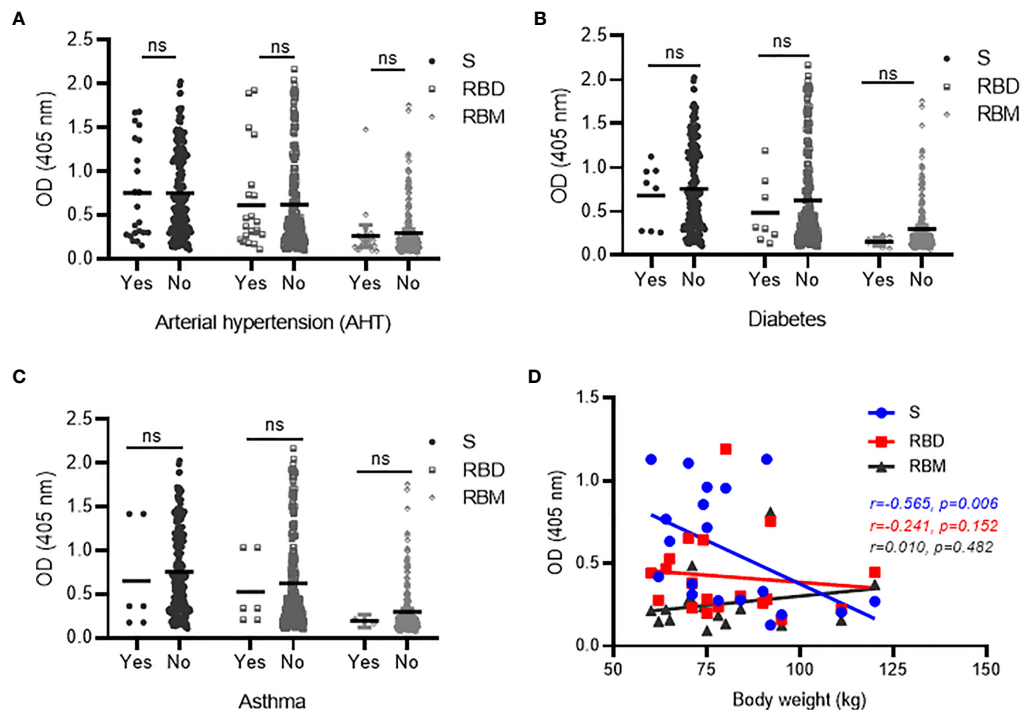 A
OD (405 nm)
2.5
2.0
1.5
1.0
0.5
0.0
ns
ns
ns
S
RBD
RBM
Yes No Yes No Yes No
Arterial hypertension (AHT)
B
OD (405 nm)
2.5
2.0
1.5
1.0
0.5
0.0
ns
ns
ns
S
RBD
RBM
Yes No Yes No Yes No
Diabetes
C
OD (405 nm)
2.5
2.0
1.5
1.0
0.5
0.0
ns
ns
ns
S
RBD
RBM
Yes No Yes No Yes No
Asthma
D
OD (405 nm)
1.5
1.0
0.5
0.0
S
RBD
RBM
r=-0.565, p=0.006
r=-0.241, p=0.152
r=0.010, p=0.482
50 75 100 125 150
Body weight (kg)